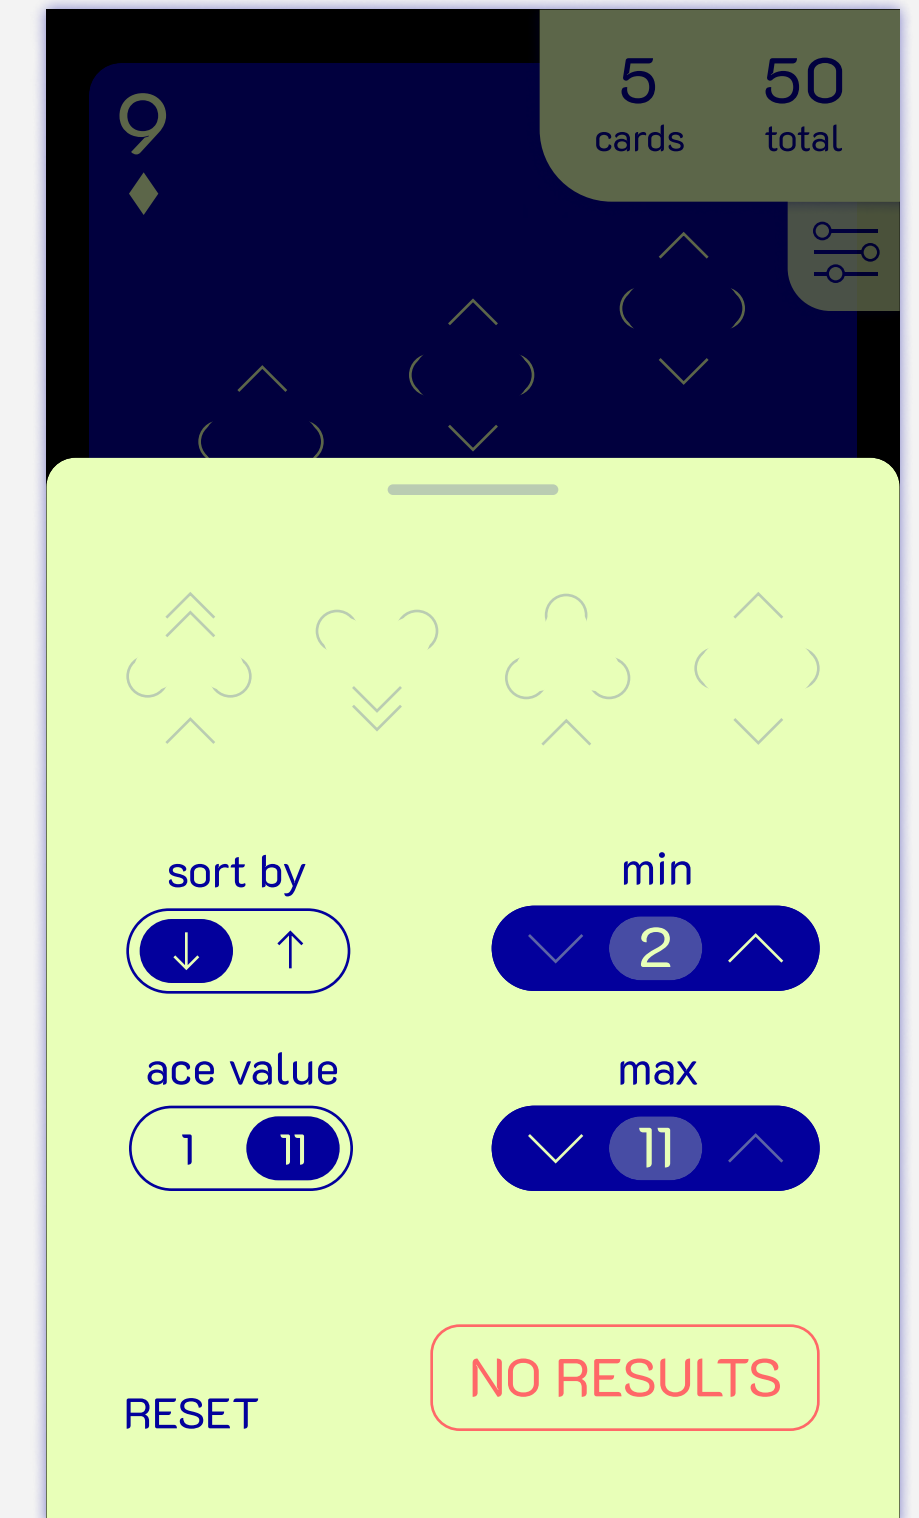 9
5 50
cards total
sort by
min
↓ ↑
2
ace value
max
1 11
11
NO RESULTS
RESET